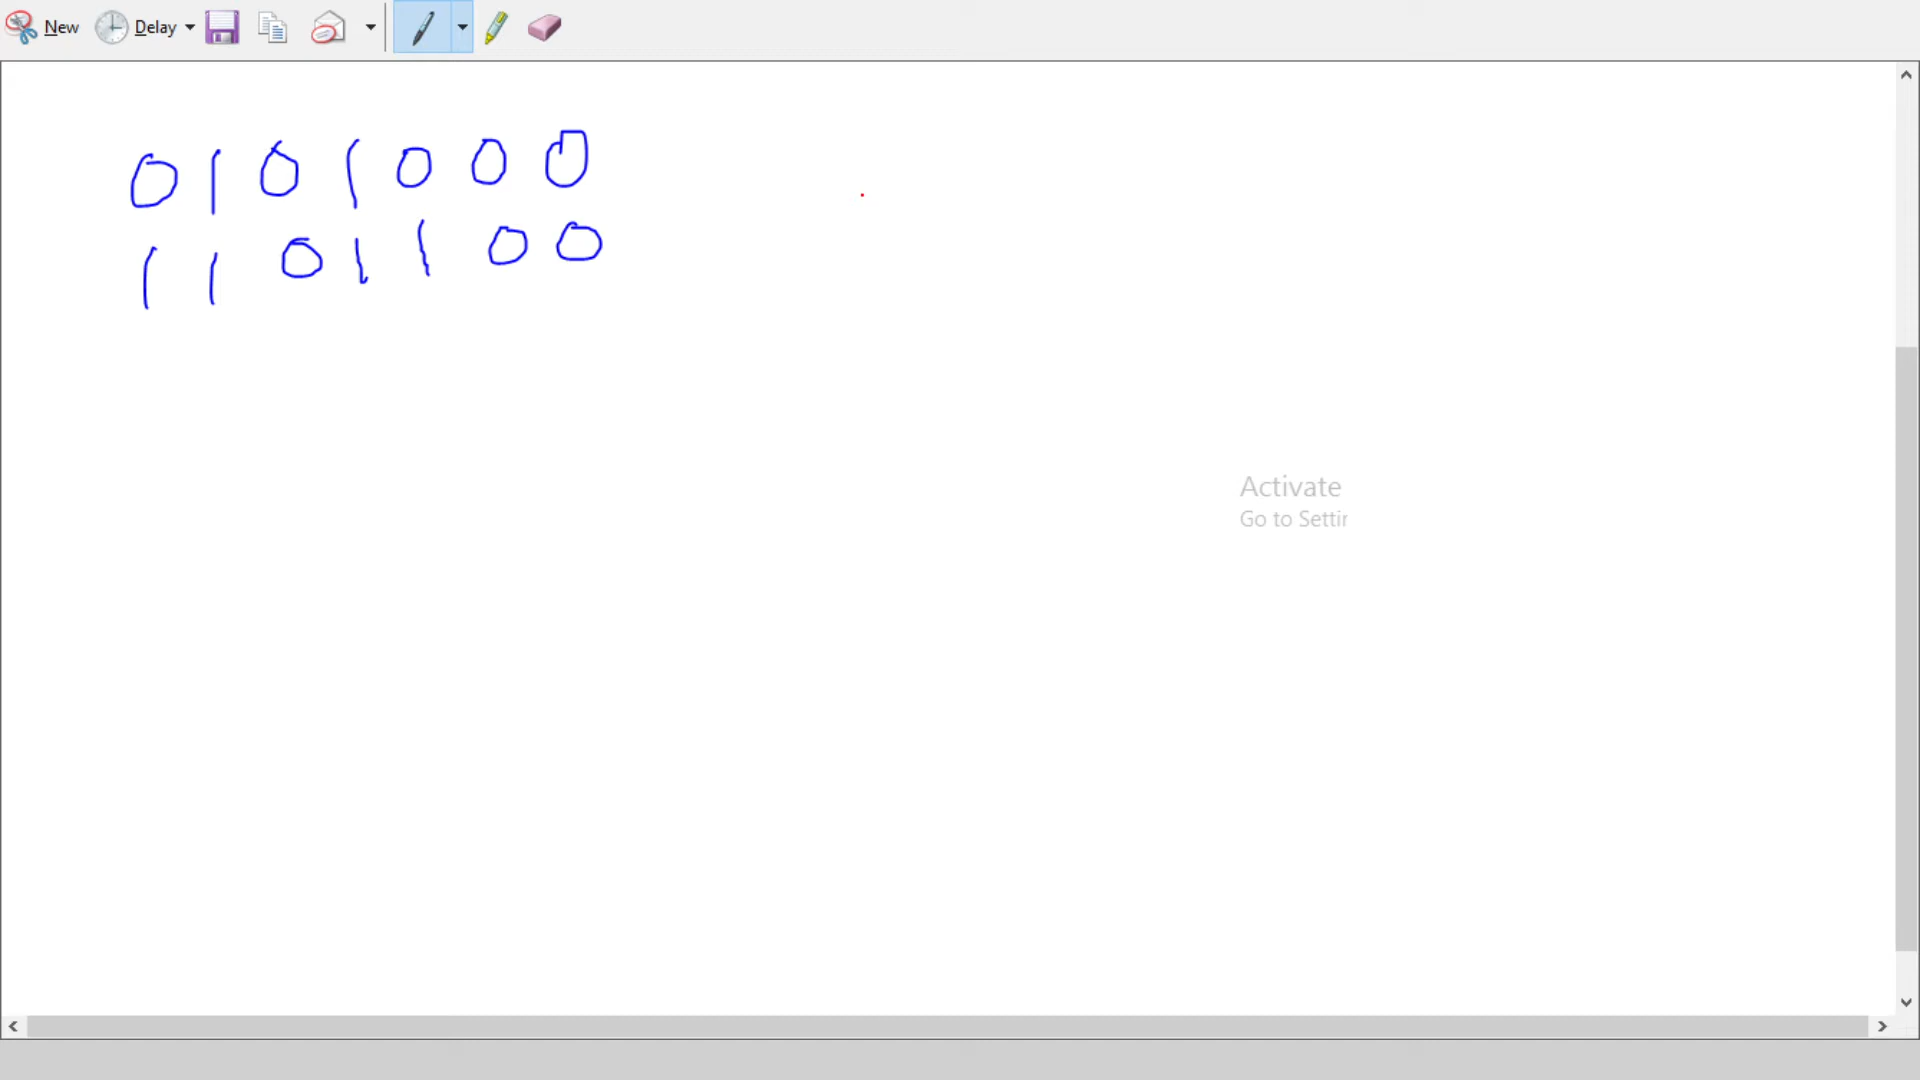 New Delay
0 1 0 1 0 0 0
1 1 0 1 1 0 0
Activate
Go to Settin